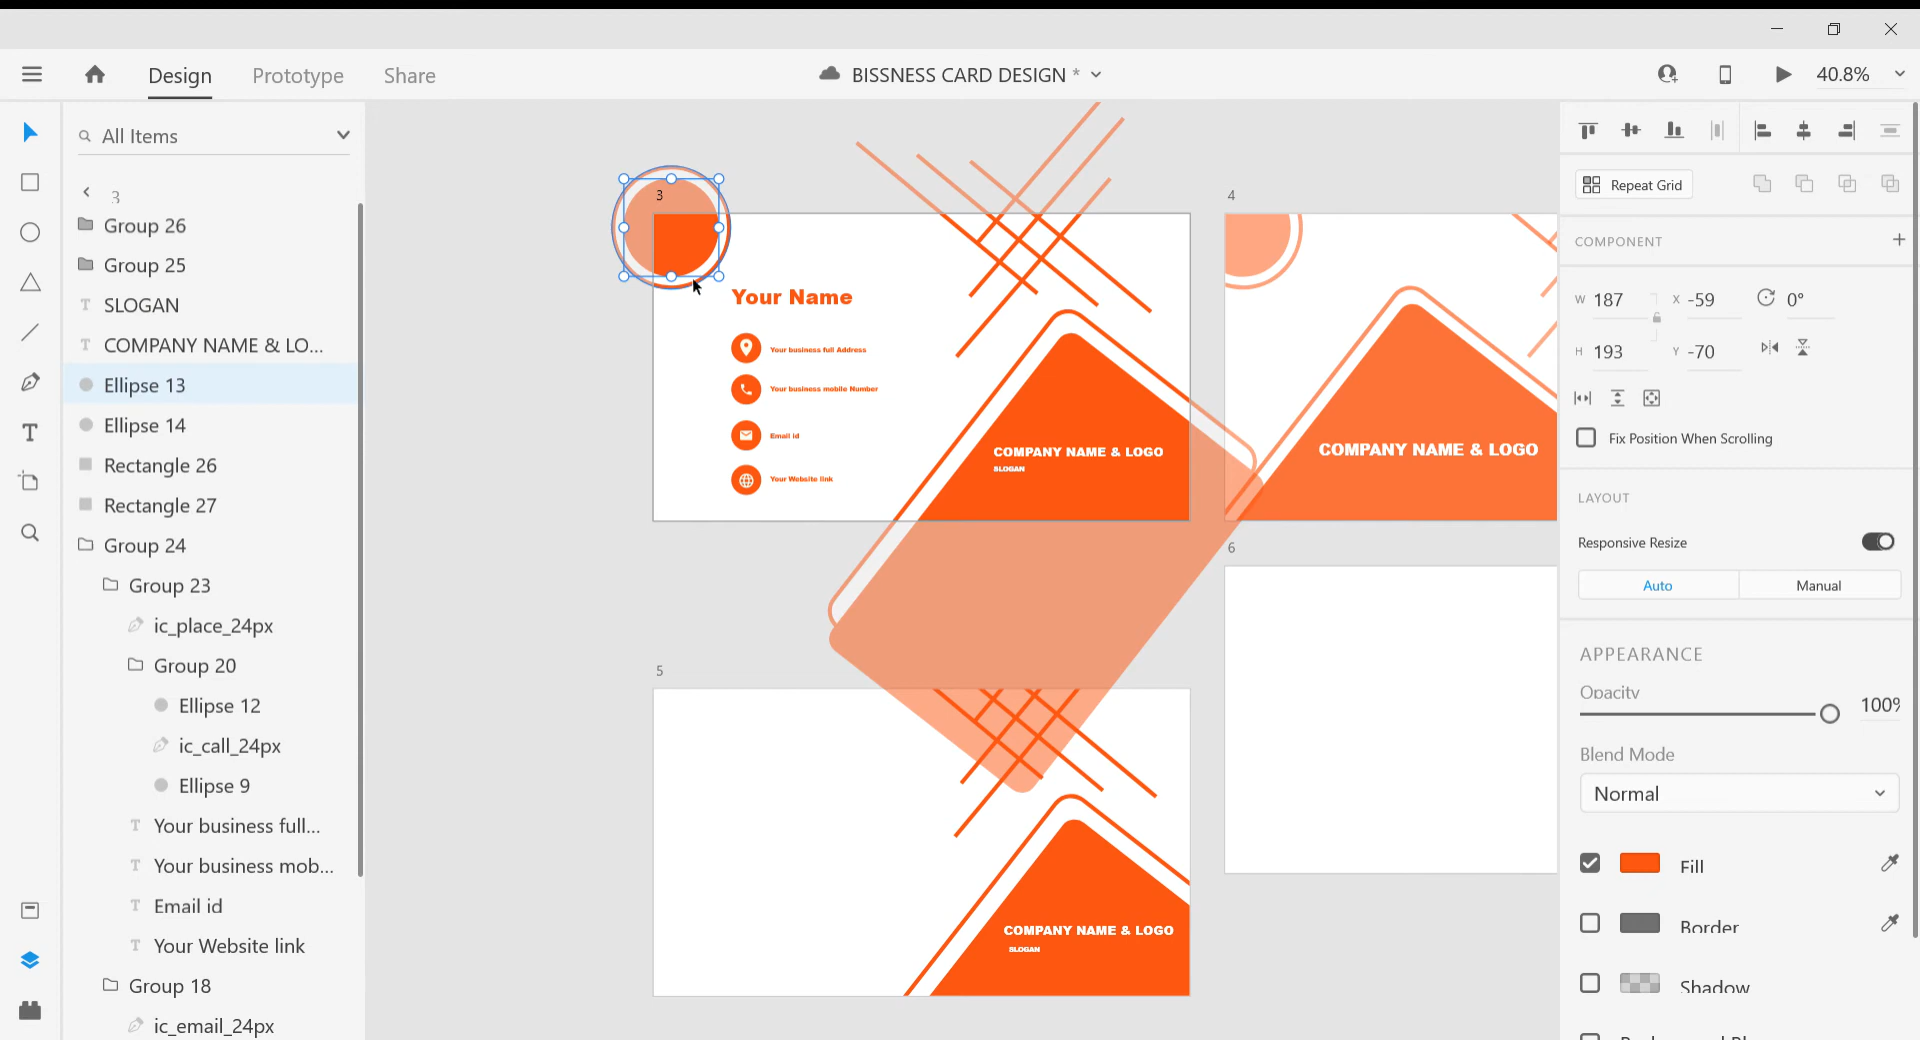 Design
Prototype
Share
BISSNESS CARD DESIGN *
40.8%
All Items
3
Group 26
Group 25
T SLOGAN
T COMPANY NAME & LO...
Ellipse 13
Ellipse 14
Rectangle 26
Rectangle 27
Group 24
Group 23
ic_place_24px
Group 20
Ellipse 12
ic_call_24px
Ellipse 9
T Your business full...
T Your business mob...
T Email id
T Your Website link
Group 18
ic_email_24px
3
Your Name
Your business full Address
Your business mobile Number
Email id
Your Website link
COMPANY NAME & LOGO
SLOGAN
4
COMPANY NAME & LOGO
5
COMPANY NAME & LOGO
SLOGAN
6
Repeat Grid
COMPONENT
W 187 X -59 0°
H 193 Y -70
Fix Position When Scrolling
LAYOUT
Responsive Resize
Auto Manual
APPEARANCE
Opacity
100%
Blend Mode
Normal
Fill
Border
Shadow